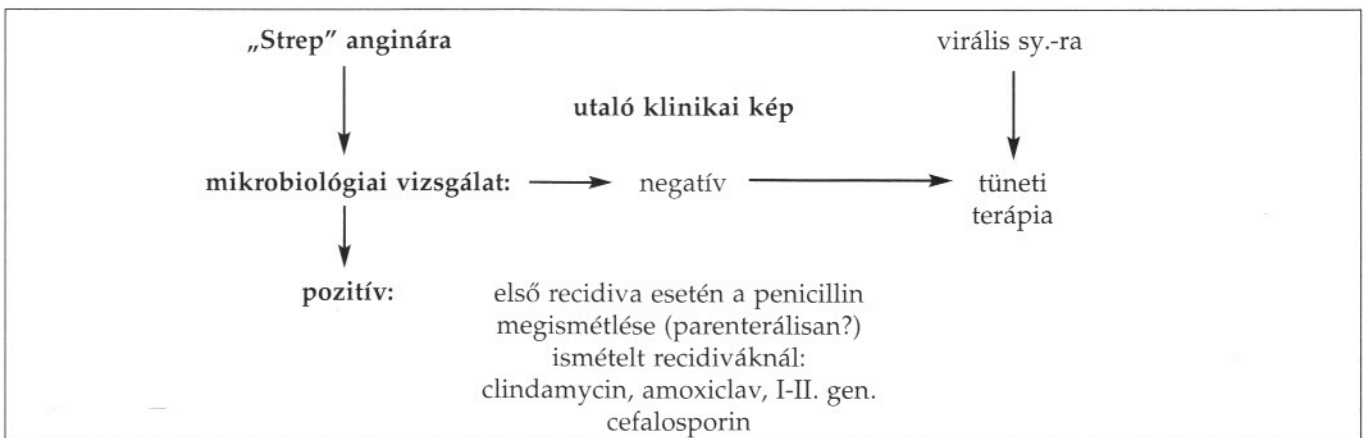 „Strep” anginára
virális sy.-ra
utaló klinikai kép
mikrobiológiai vizsgálat:
negatív
tüneti
terápia
pozitív:
első recidiva esetén a penicillin
megismétlése (parenterálisan?)
ismételt recidiváknál:
clindamycin, amoxiclav, I-II. gen.
cefalosporin